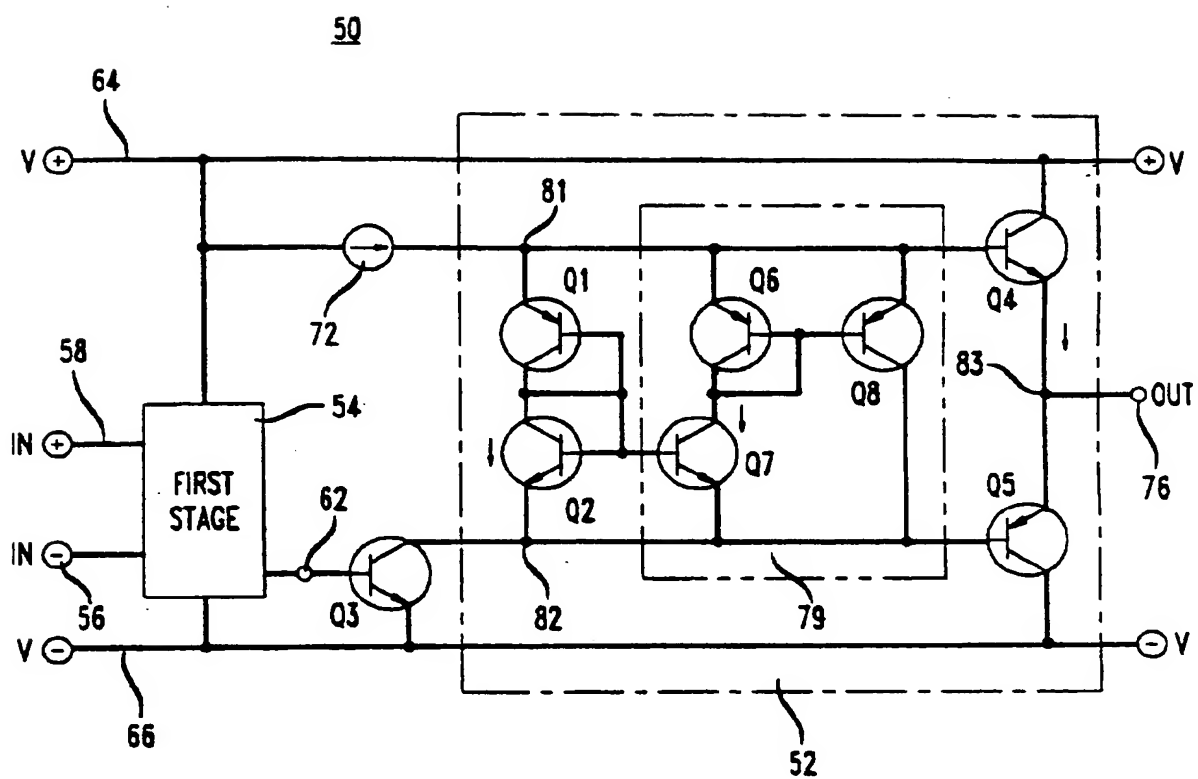 50
64
V + + V
81
Q1 Q6
72 Q4
58 Q8
54 83 OUT
IN +
FIRST
STAGE
62 Q2 Q7 Q5 76
IN -
56 Q3 82 79
V - - V
66
52